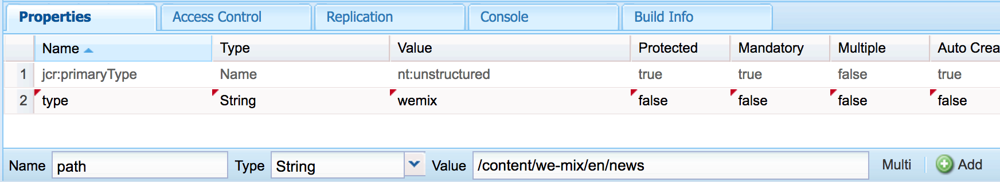 Properties Access Control Replication Console Build Info
Name Type Value Protected Mandatory Multiple Auto Crea
1 jcr:primaryType Name nt:unstructured true true false true
2 type String wemix false false false false
Name path Type String Value /content/we-mix/en/news Multi Add